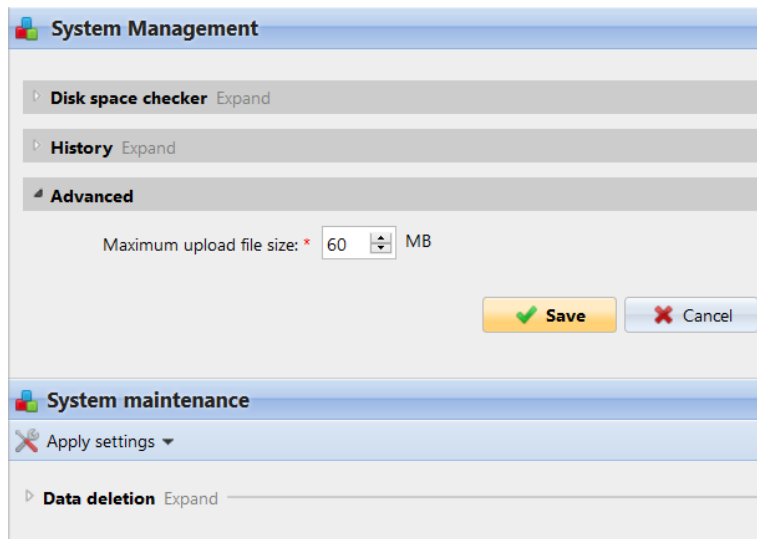 System Management
Disk space checker Expand
History Expand
Advanced
Maximum upload file size: * 60 MB
Save Cancel
System maintenance
Apply settings
Data deletion Expand